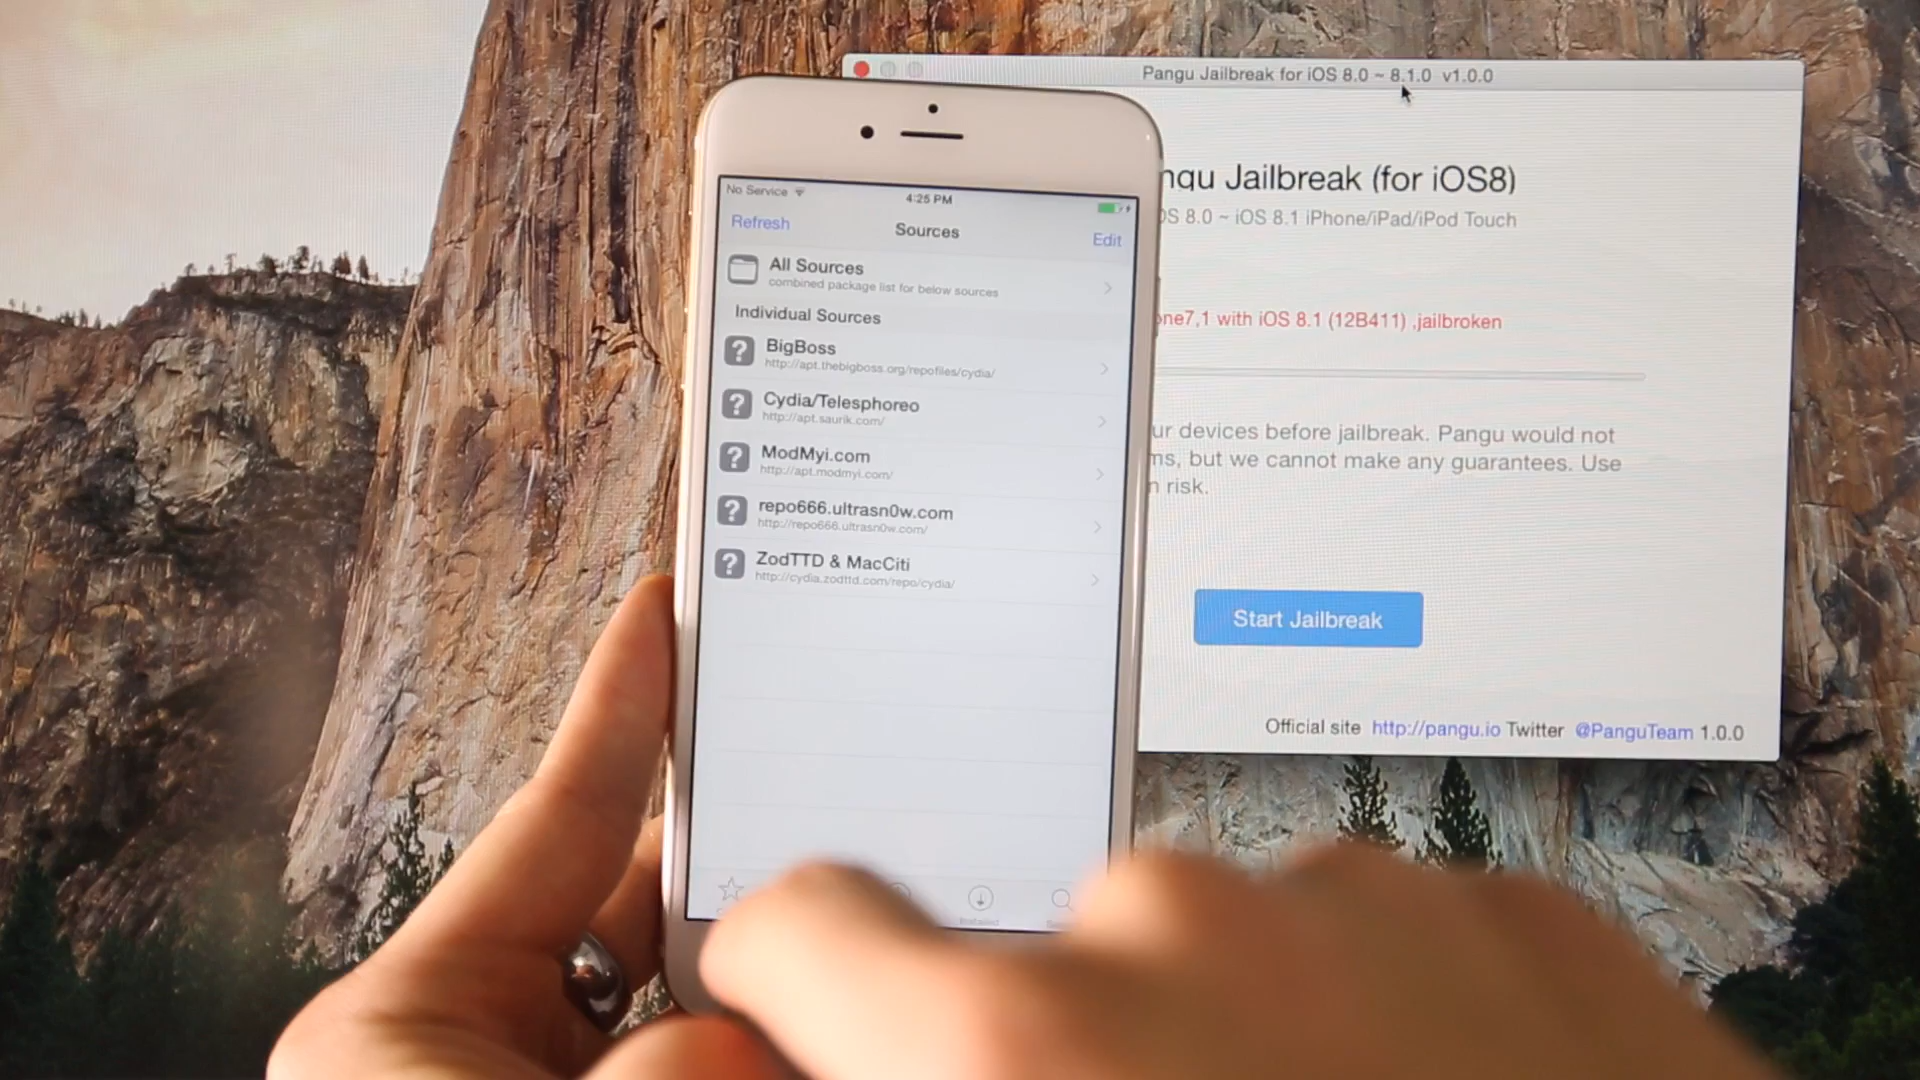 No Service
4:25 PM
Refresh
Sources
Edit
All Sources
combined package list for below sources
Individual Sources
BigBoss
http://apt.thebigboss.org/repofiles/cydia/
Cydia/Telesphoreo
http://apt.saurik.com/
ModMyi.com
http://apt.modmyi.com/
repo666.ultrasn0w.com
http://repo666.ultrasn0w.com/
ZodTTD & MacCiti
http://cydia.zodttd.com/repo/cydia/
Installed
Pangu Jailbreak for iOS 8.0 ~ 8.1.0 v1.0.0
ngu Jailbreak (for iOS8)
OS 8.0 ~ iOS 8.1 iPhone/iPad/iPod Touch
one7,1 with iOS 8.1 (12B411) ,jailbroken
ur devices before jailbreak. Pangu would not
ms, but we cannot make any guarantees. Use
n risk.
Start Jailbreak
Official site http://pangu.io Twitter @PanguTeam 1.0.0